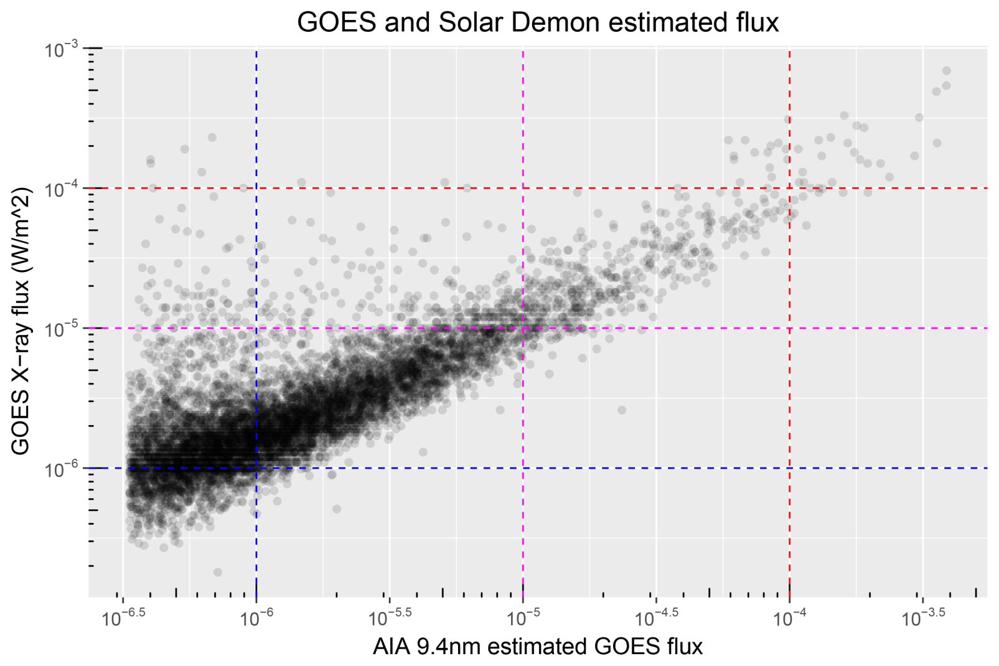 GOES and Solar Demon estimated flux
GOES X−ray flux (W/m^2)
10−3
10−4
10−5
10−6
10−6.5 10−6 10−5.5 10−5 10−4.5 10−4 10−3.5
AIA 9.4nm estimated GOES flux